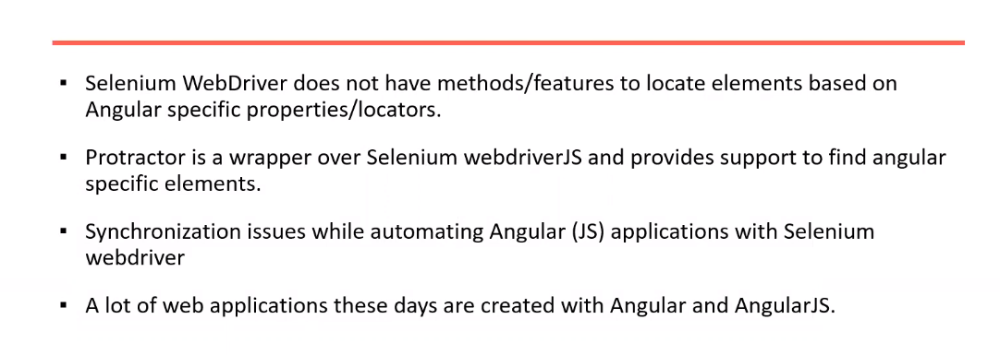 ▪ Selenium WebDriver does not have methods/features to locate elements based on
Angular specific properties/locators.
▪ Protractor is a wrapper over Selenium webdriverJS and provides support to find angular
specific elements.
▪ Synchronization issues while automating Angular (JS) applications with Selenium
webdriver
▪ A lot of web applications these days are created with Angular and AngularJS.